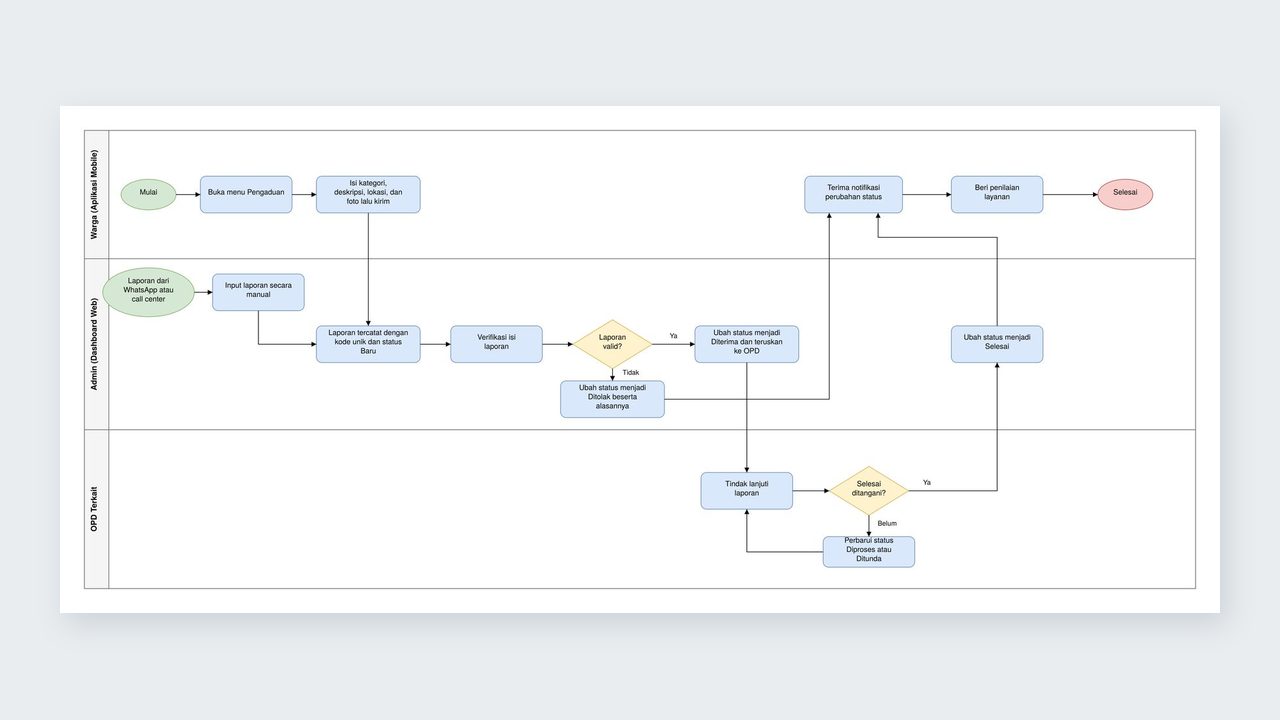 Warga (Aplikasi Mobile)
Mulai
Buka menu Pengaduan
Isi kategori,
deskripsi, lokasi, dan
foto lalu kirim
Terima notifikasi
perubahan status
Beri penilaian
layanan
Selesai
Admin (Dashboard Web)
Laporan dari
WhatsApp atau
call center
Input laporan secara
manual
Laporan tercatat dengan
kode unik dan status
Baru
Verifikasi isi
laporan
Laporan
valid?
Ya
Tidak
Ubah status menjadi
Diterima dan teruskan
ke OPD
Ubah status menjadi
Ditolak beserta
alasannya
Ubah status menjadi
Selesai
OPD Terkait
Tindak lanjuti
laporan
Selesai
ditangani?
Ya
Belum
Perbarui status
Diproses atau
Ditunda